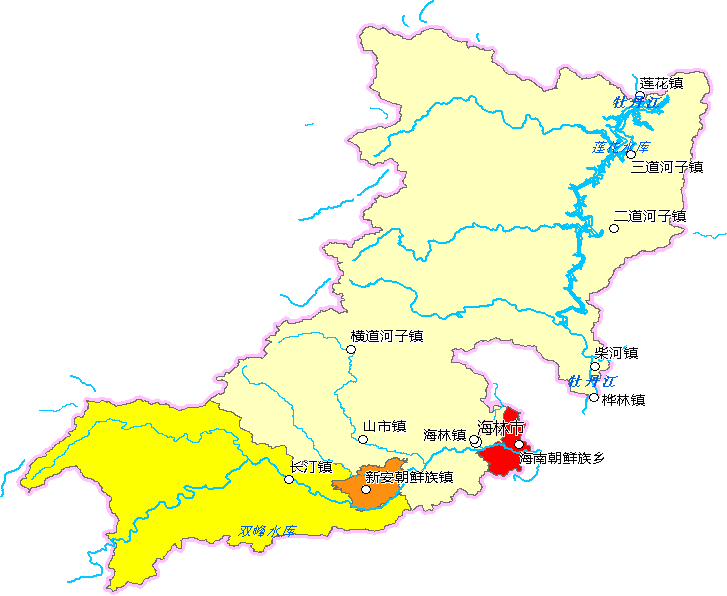 莲花镇
牡丹江
莲花水库
三道河子镇
二道河子镇
横道河子镇
柴河镇
牡丹江
桦林镇
山市镇
海林镇
海林市
海南朝鲜族乡
长汀镇
新安朝鲜族镇
双峰水库